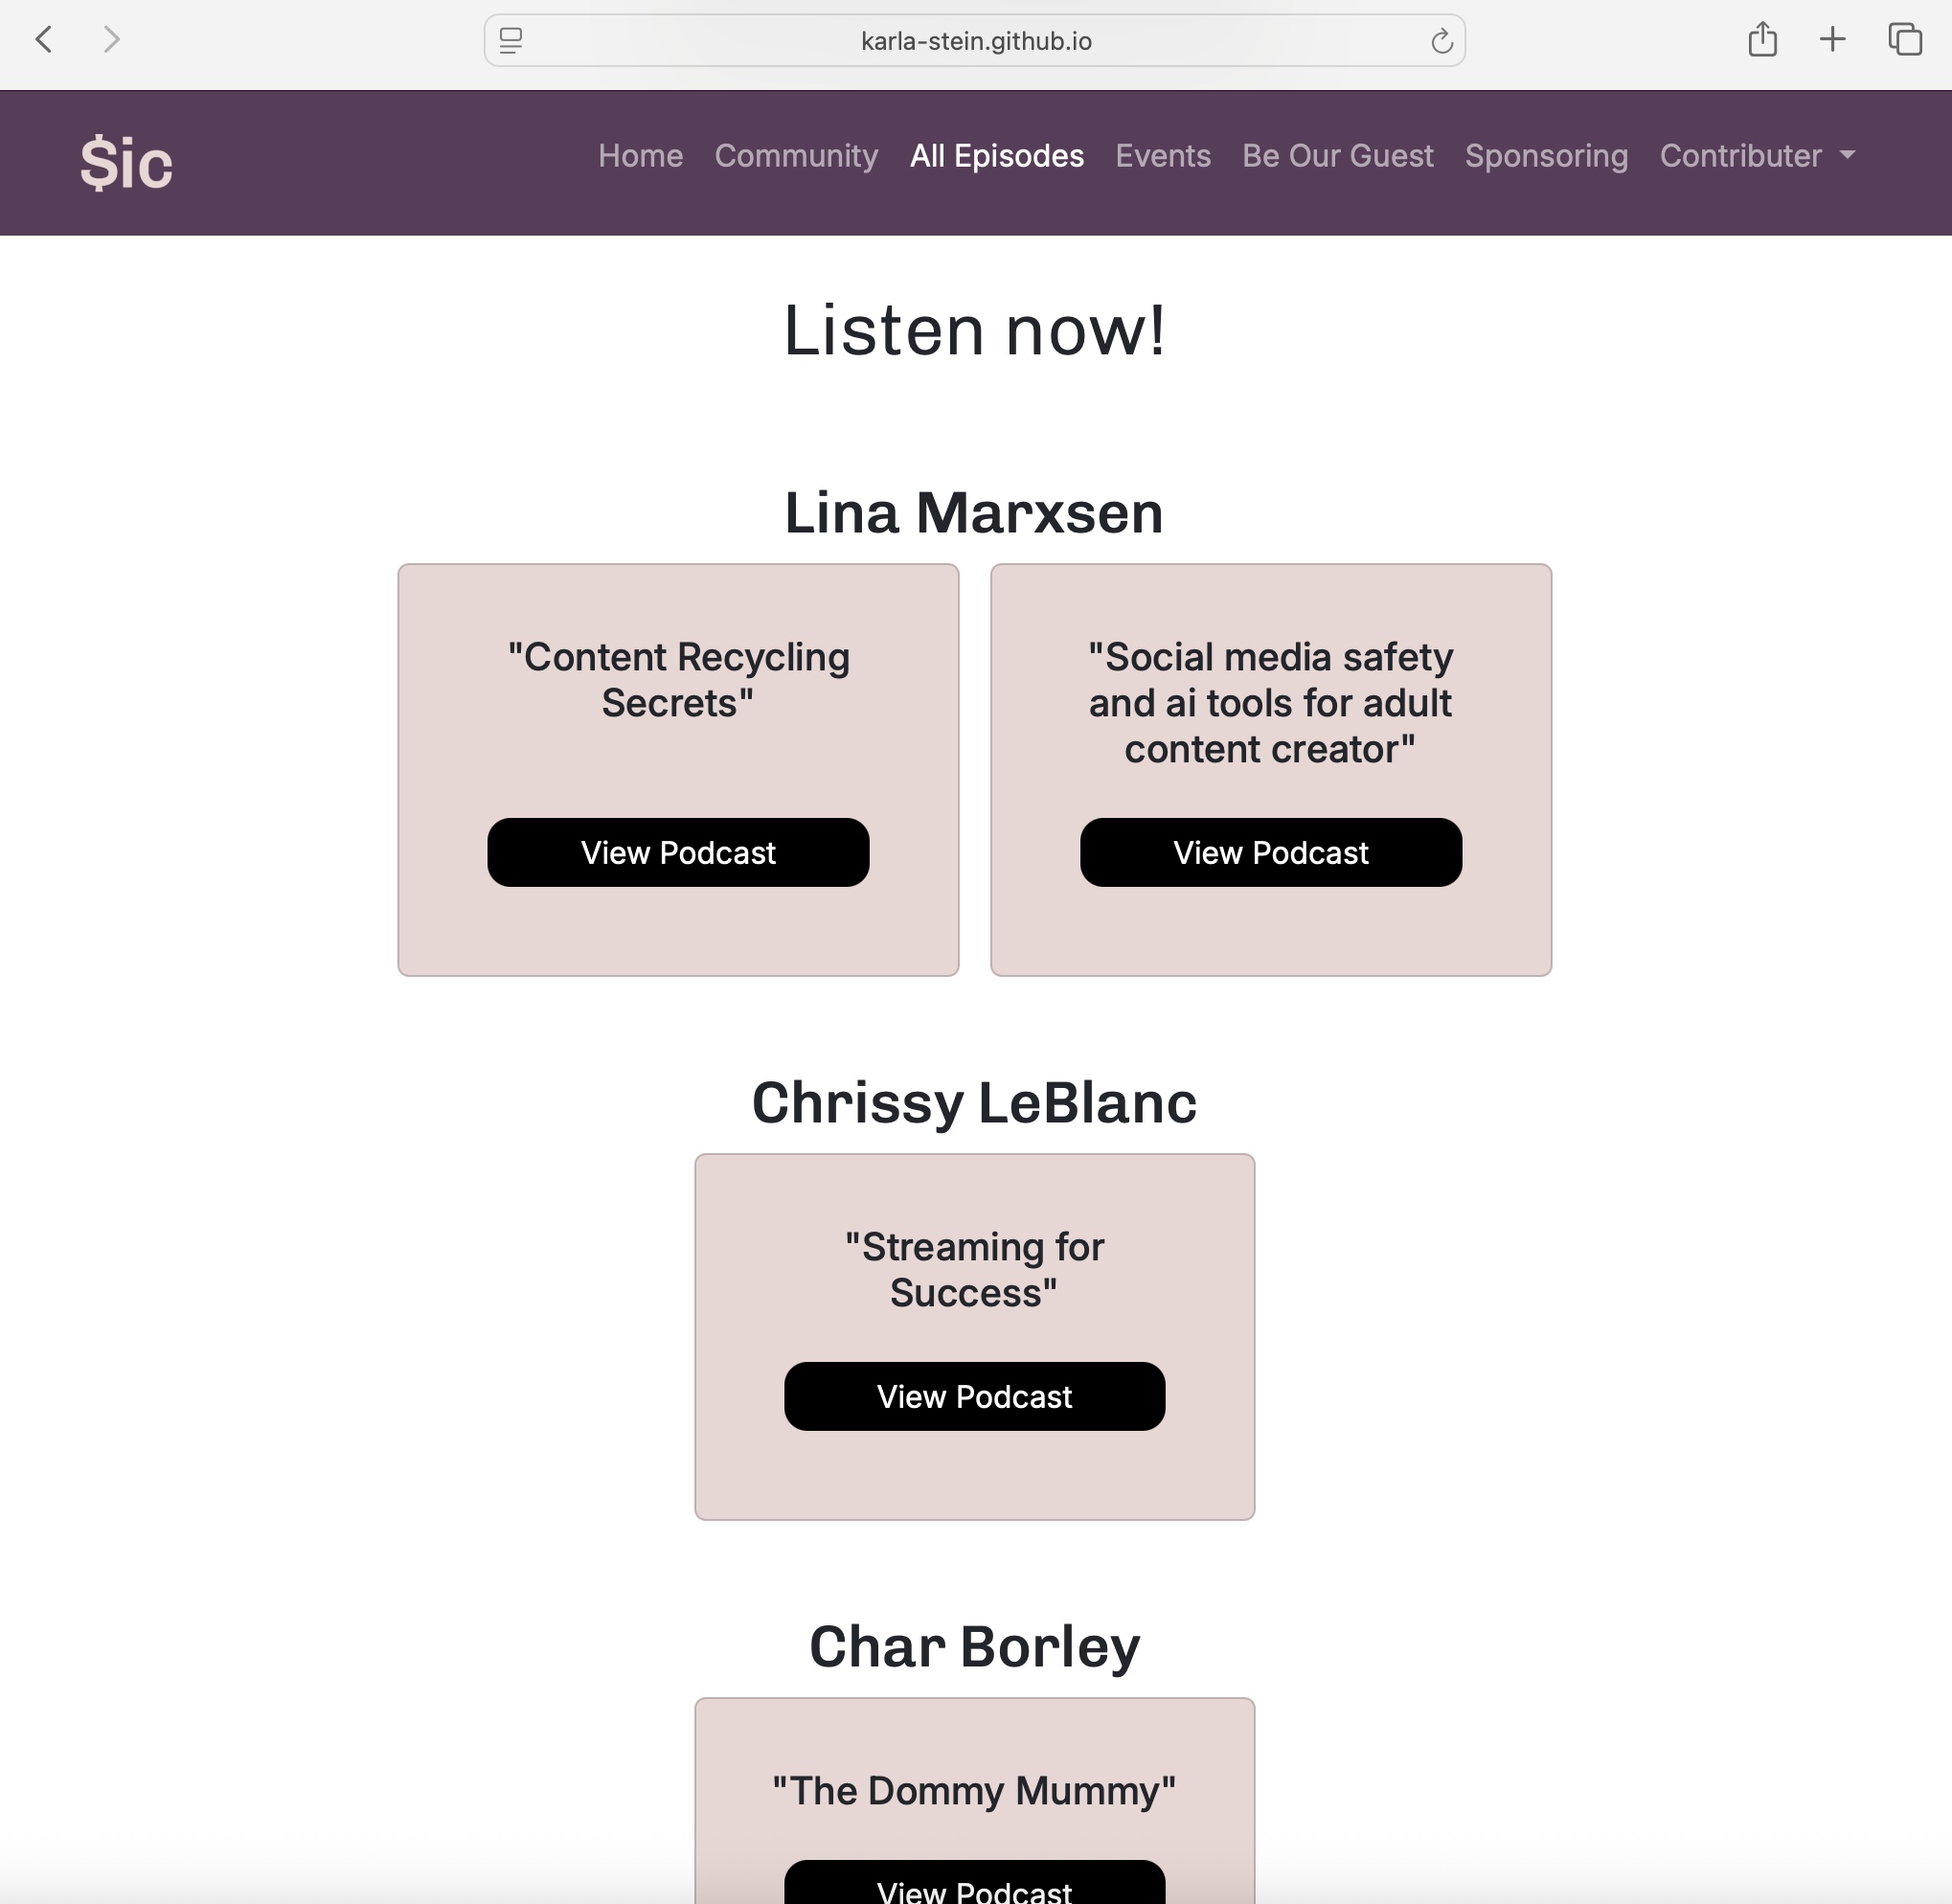 karla-stein.github.io
$ic
Home Community All Episodes Events Be Our Guest Sponsoring Contributer
Listen now!
Lina Marxsen
"Content Recycling
Secrets"
View Podcast
"Social media safety
and ai tools for adult
content creator"
View Podcast
Chrissy LeBlanc
"Streaming for
Success"
View Podcast
Char Borley
"The Dommy Mummy"
View Podcast